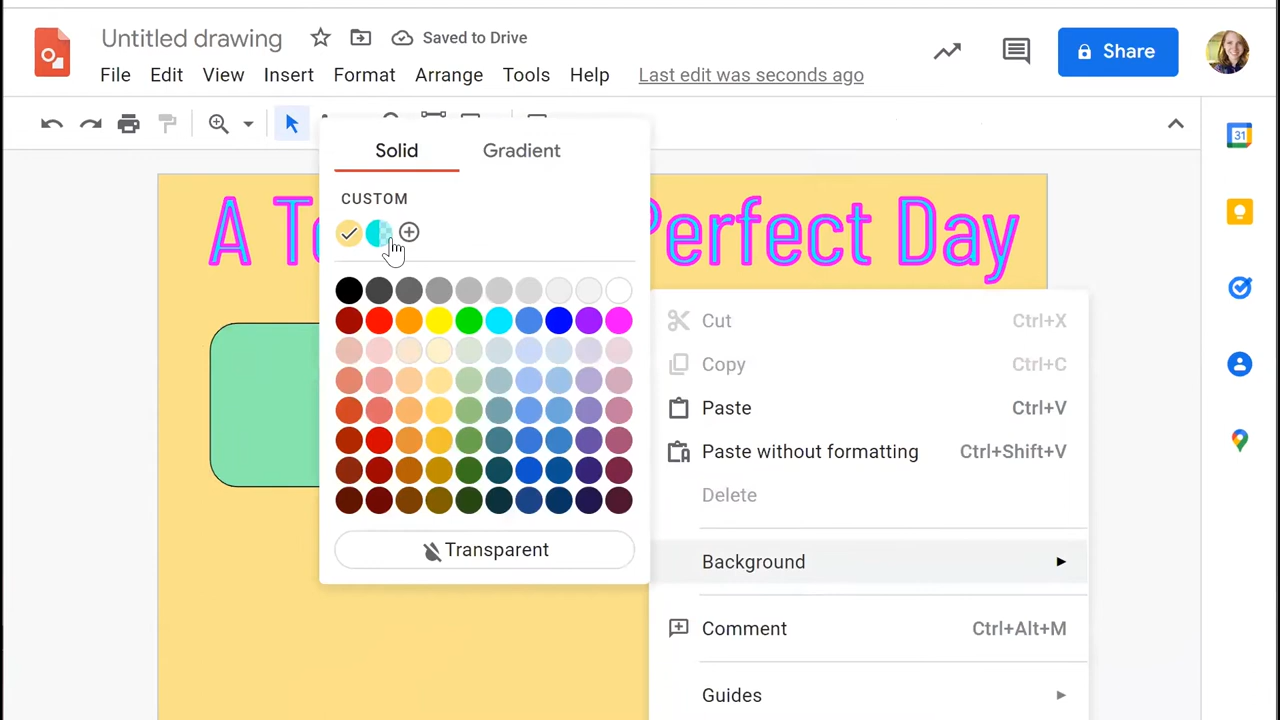 Untitled drawing
Saved to Drive
File Edit View Insert Format Arrange Tools Help Last edit was seconds ago
Share
Solid Gradient
CUSTOM
A
Perfect Day
Cut Ctrl+X
Copy Ctrl+C
Paste Ctrl+V
Paste without formatting Ctrl+Shift+V
Delete
Transparent
Background
Comment Ctrl+Alt+M
Guides
31